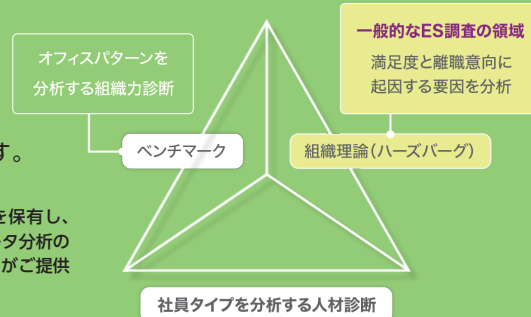 一般的なES調査の領域
満足度と離職意向に
起因する要因を分析
オフィスパターンを
分析する組織力診断
ベンチマーク
組織理論(ハーズバーグ)
す。
を保有し、
タ分析の
がご提供
社員タイプを分析する人材診断